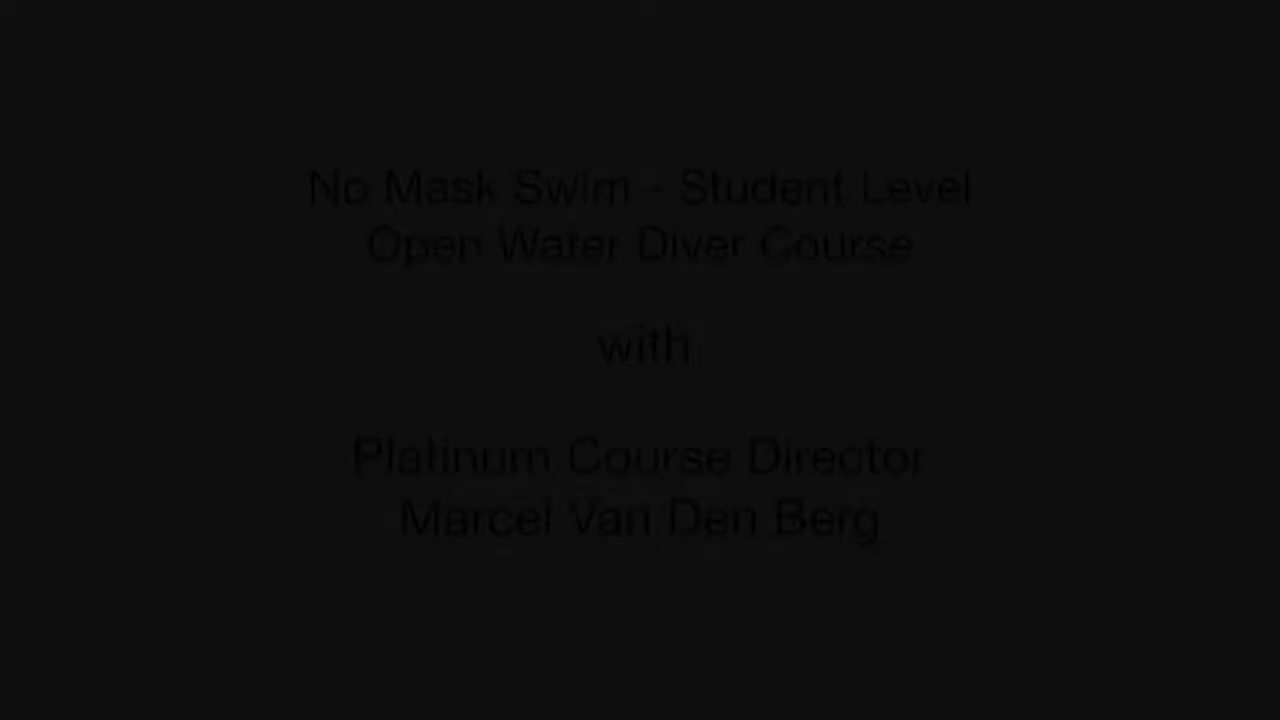 No Mask Swim - Student Level
Open Water Diver Course
with
Platinum Course Director
Marcel Van Den Berg